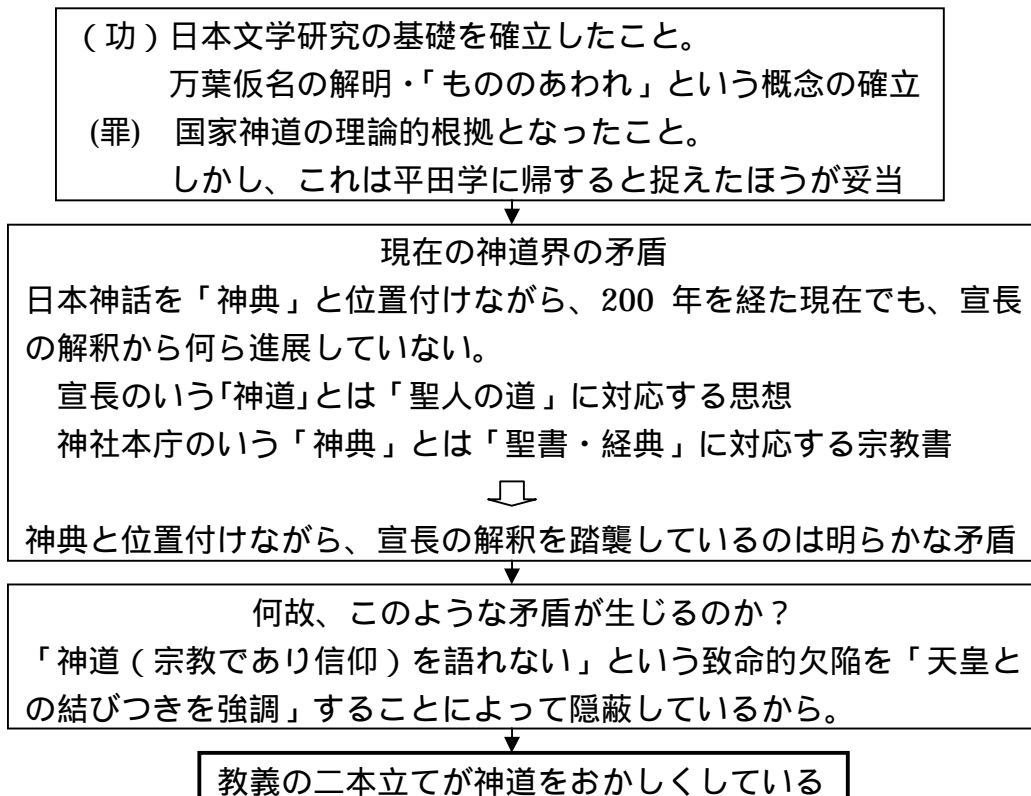 （功）日本文学研究の基礎を確立したこと。
万葉仮名の解明・「もののあわれ」という概念の確立
(罪)　国家神道の理論的根拠となったこと。
しかし、これは平田学に帰すると捉えたほうが妥当
現在の神道界の矛盾
日本神話を「神典」と位置付けながら、200 年を経た現在でも、宣長
の解釈から何ら進展していない。
宣長のいう「神道」とは「聖人の道」に対応する思想
神社本庁のいう「神典」とは「聖書・経典」に対応する宗教書
神典と位置付けながら、宣長の解釈を踏襲しているのは明らかな矛盾
何故、このような矛盾が生じるのか？
「神道（宗教であり信仰）を語れない」という致命的欠陥を「天皇と
の結びつきを強調」することによって隠蔽しているから。
教義の二本立てが神道をおかしくしている